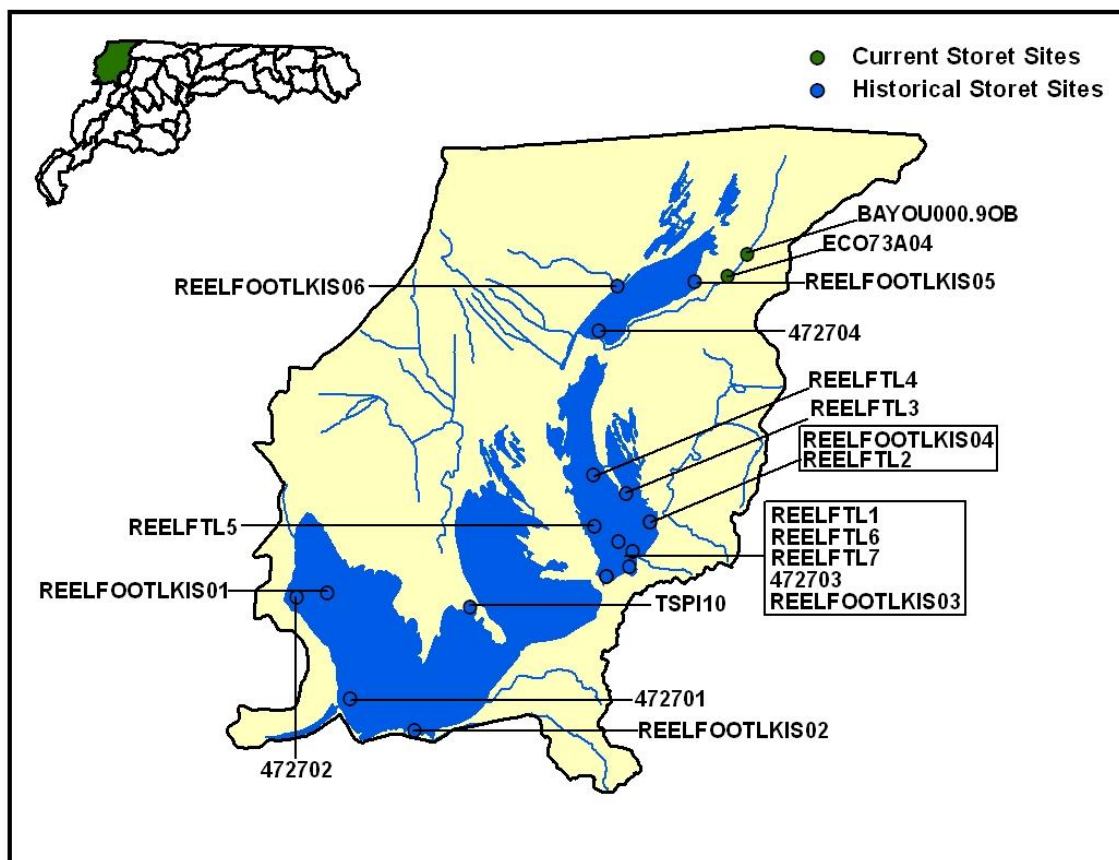 Current Storet Sites
Historical Storet Sites
BAYOU000.9OB
ECO73A04
REELFOOTLKIS06
REELFOOTLKIS05
472704
REELFTL4
REELFTL3
REELFOOTLKIS04
REELFTL2
REELFTL1
REELFTL6
REELFTL7
472703
REELFOOTLKIS03
REELFTL5
REELFOOTLKIS01
TSPI10
472701
REELFOOTLKIS02
472702